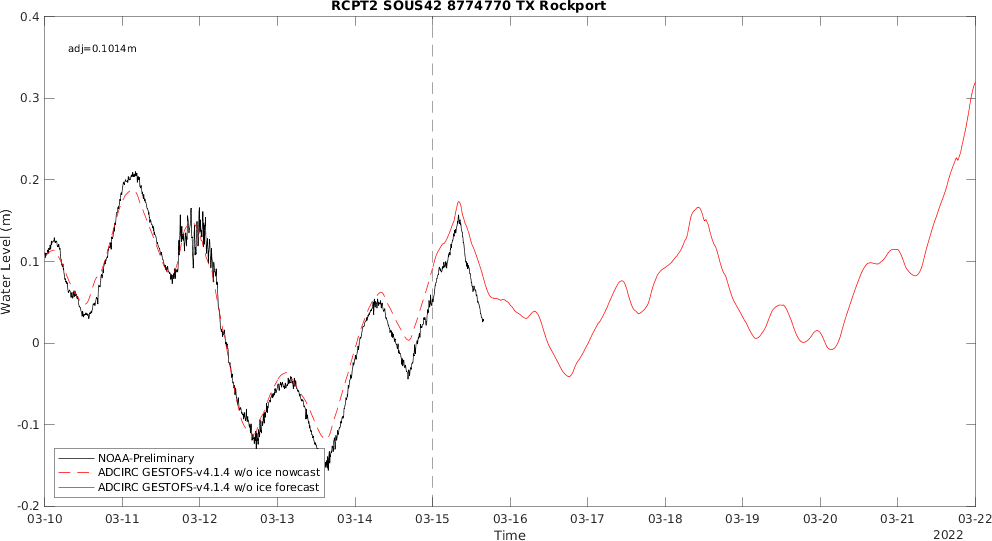 RCPT2 SOUS42 8774770 TX Rockport
adj=0.1014m
0.4
0.3
0.2
0.1
0
-0.1
-0.2
Water Level (m)
NOAA-Preliminary
ADCIRC GESTOFS-v4.1.4 w/o ice nowcast
ADCIRC GESTOFS-v4.1.4 w/o ice forecast
03-10 03-11 03-12 03-13 03-14 03-15 03-16 03-17 03-18 03-19 03-20 03-21 03-22
Time
2022